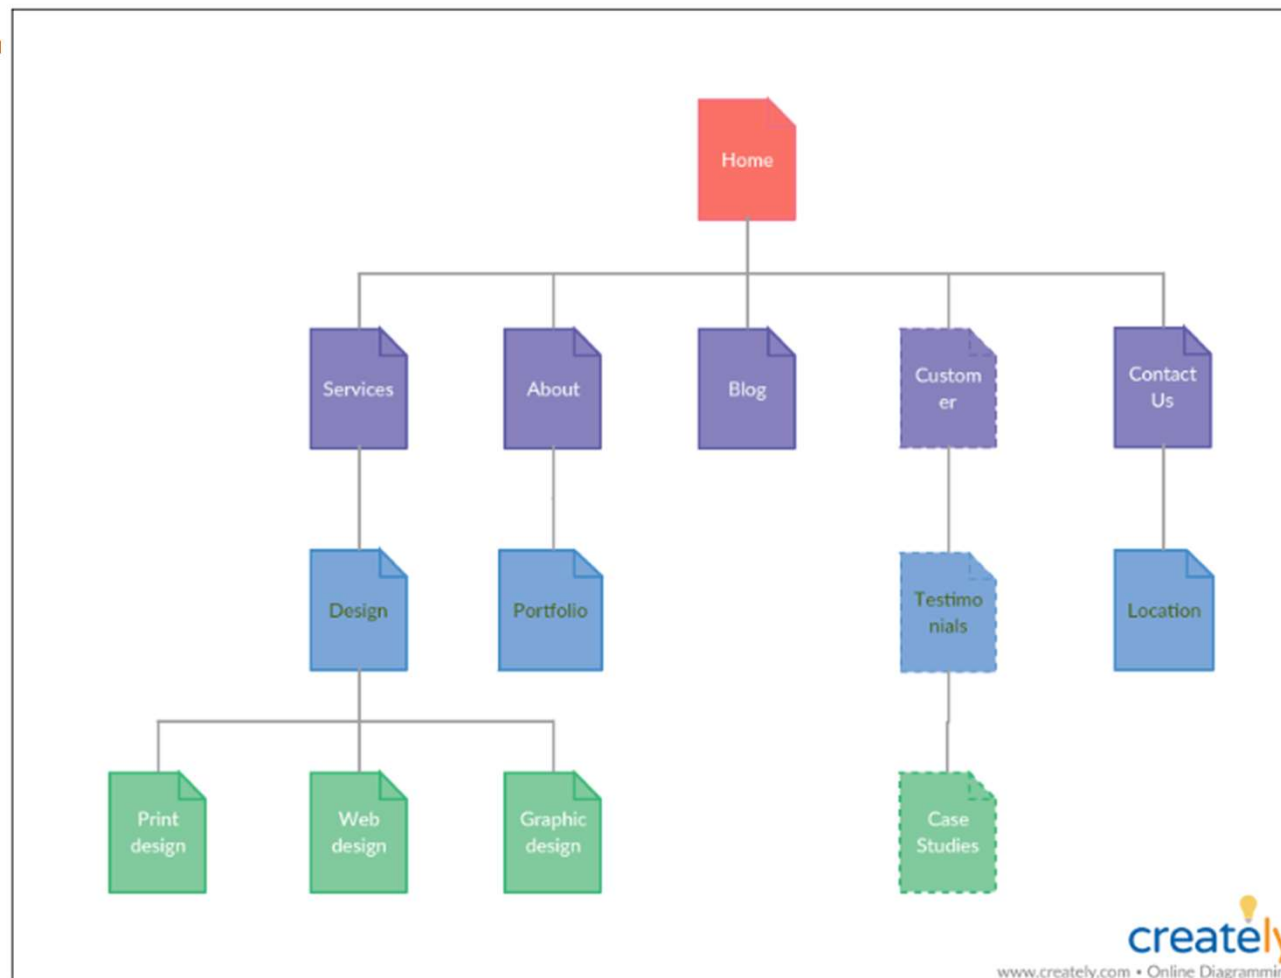 Home
Services
About
Blog
Custom
er
Contact
Us
Design
Portfolio
Testimo
nials
Location
Print
design
Web
design
Graphic
design
Case
Studies
creately
www.creately.com • Online Diagrammin